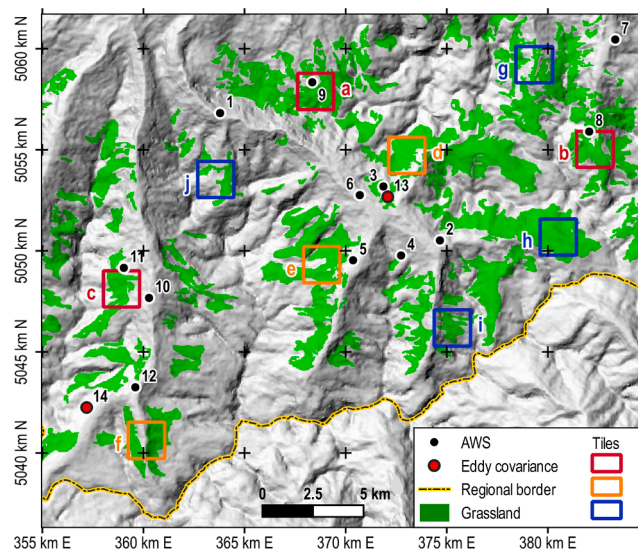 5060 km N
5055 km N
5050 km N
5045 km N
5040 km N
7
g
1
9
a
8
b
d
j
3
13
6
2
h
11
4
5
e
c
10
i
12
14
f
AWS
Tiles
Eddy covariance
Regional border
Grassland
0
2.5
5 km
355 km E
360 km E
365 km E
370 km E
375 km E
380 km E